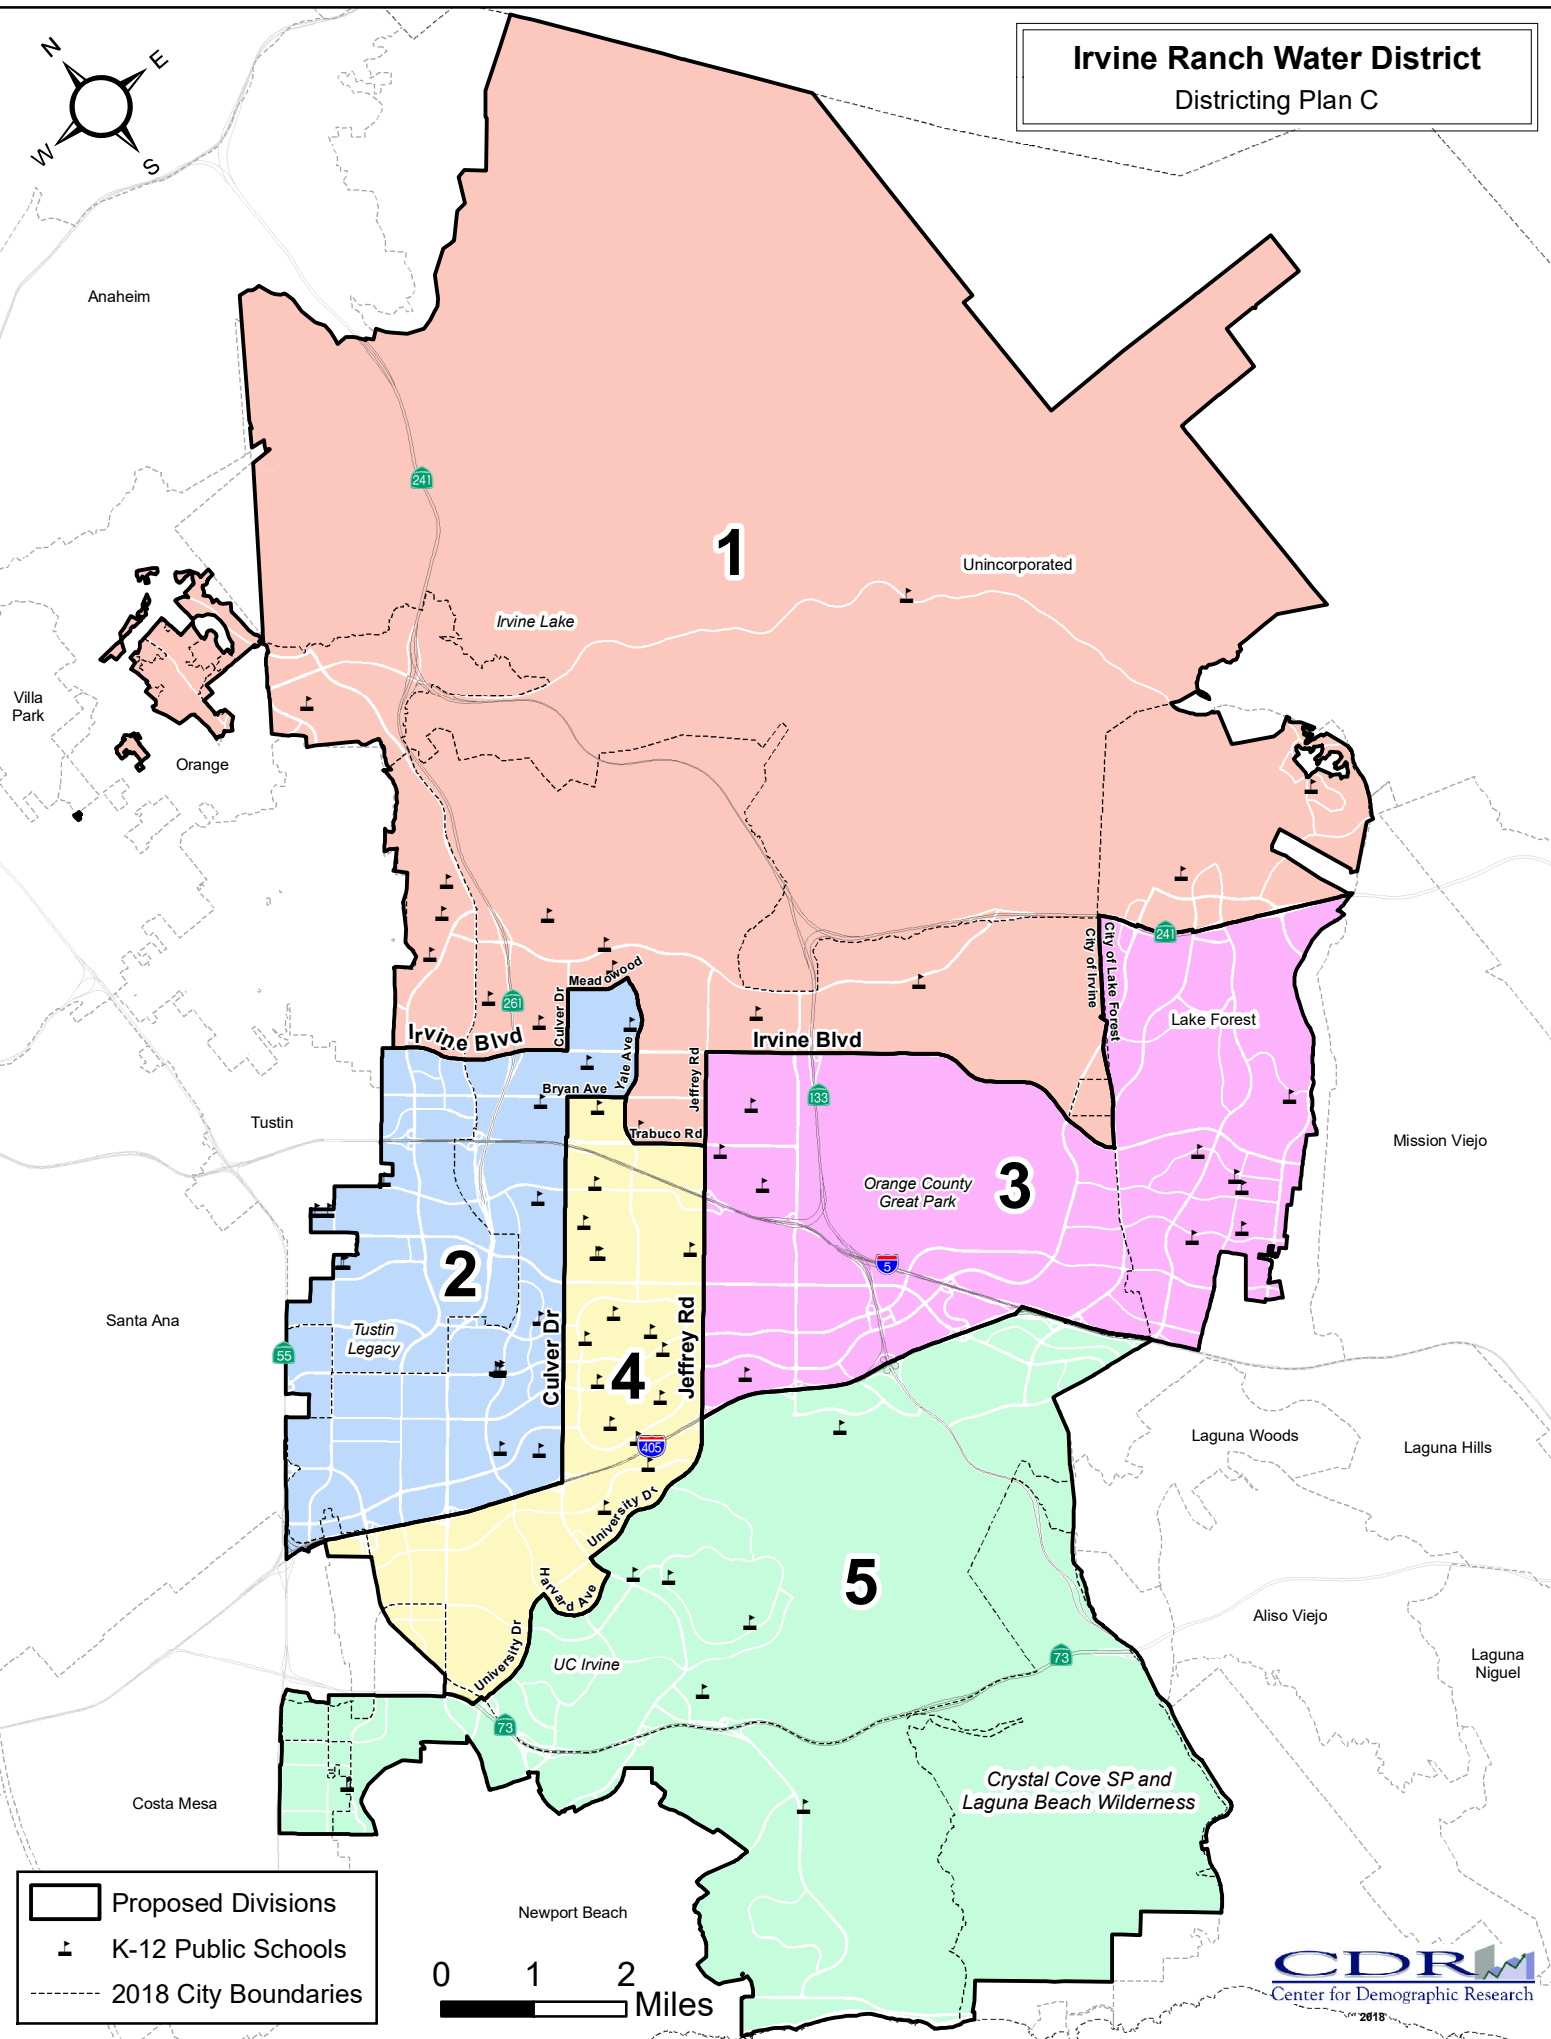 Irvine Ranch Water District
Districting Plan C
N
E
W
S
Anaheim
241
1
Unincorporated
Irvine Lake
Villa
Park
Orange
241
City of Irvine
City of Lake Forest
Meadowood
261
Culver Dr
Lake Forest
Irvine Blvd
Irvine Blvd
Yale Ave
Jeffrey Rd
Bryan Ave
133
Tustin
Trabuco Rd
Mission Viejo
Orange County
Great Park
3
2
5
Santa Ana
Tustin
Legacy
55
Culver Dr
4
Jeffrey Rd
405
Laguna Woods
Laguna Hills
University Dr
5
Harvard Ave
Aliso Viejo
University Dr
UC Irvine
73
Laguna
Niguel
73
Crystal Cove SP and
Laguna Beach Wilderness
Costa Mesa
Newport Beach
Proposed Divisions
K-12 Public Schools
2018 City Boundaries
0 1 2
Miles
CDR
Center for Demographic Research
2018